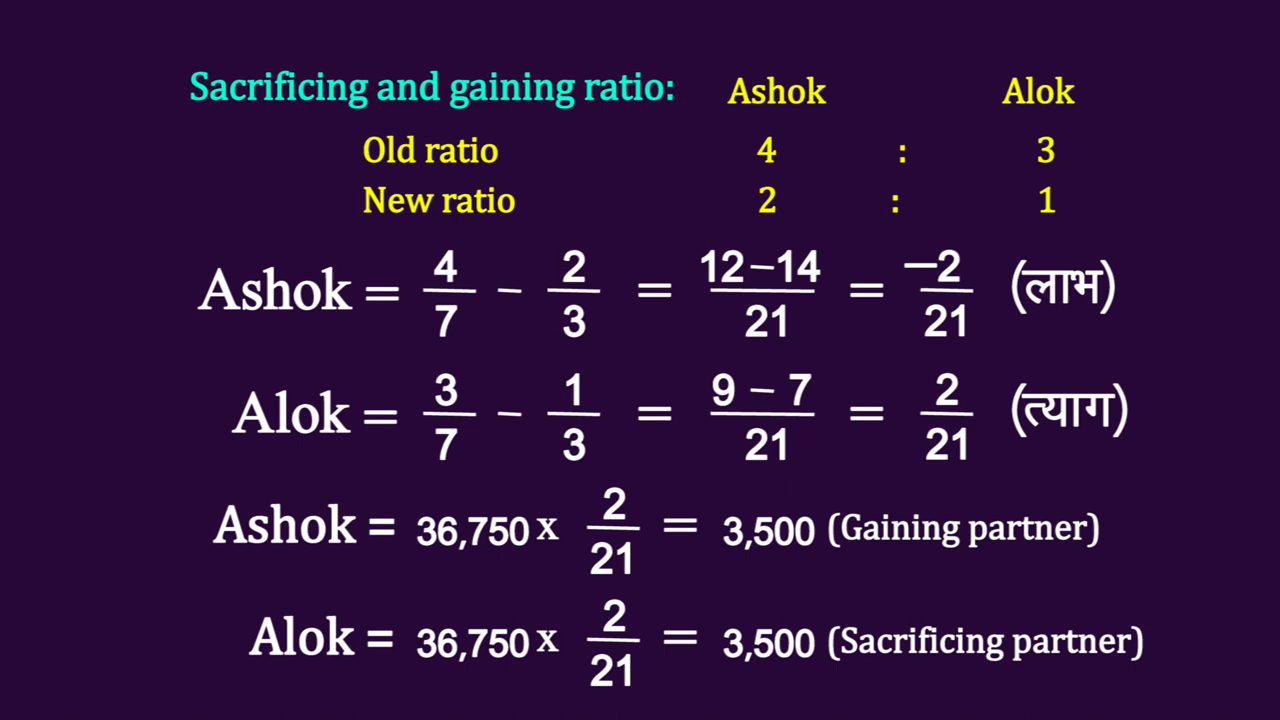 Sacrificing and gaining ratio: Ashok Alok
Old ratio 4 : 3
New ratio 2 : 1
Ashok = 4/7 – 2/3 = 12–14/21 = –2/21 (लाभ)
Alok = 3/7 – 1/3 = 9 – 7/21 = 2/21 (त्याग)
Ashok = 36,750 x 2/21 = 3,500 (Gaining partner)
Alok = 36,750 x 2/21 = 3,500 (Sacrificing partner)